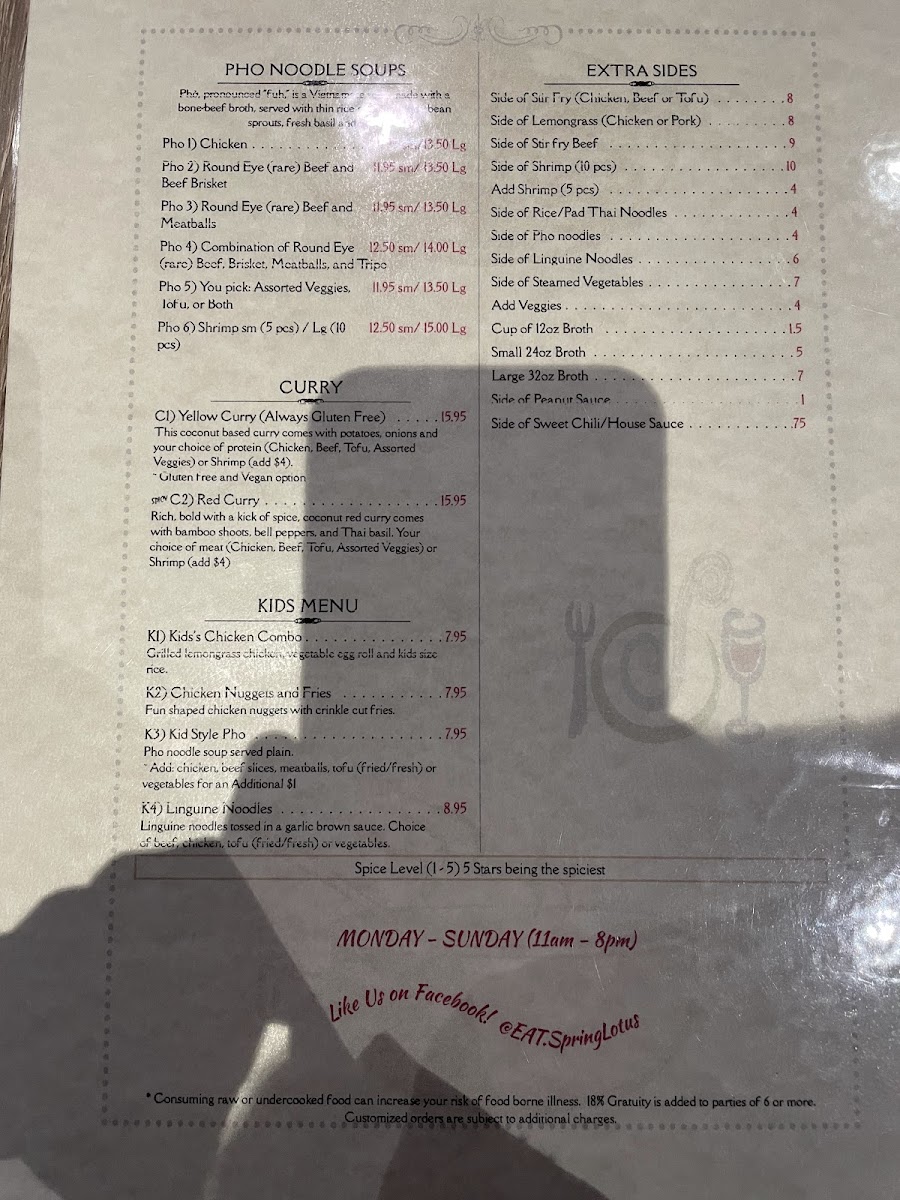 PHO NOODLE SOUPS
Pho, pronounced "fuh," is a Vietnamese with a
bone-beef broth, served with thin rice bean
sprouts, fresh basil and
Pho 1) Chicken . . . . . . . . . . . . 13.50 Lg
Pho 2) Round Eye (rare) Beef and 11.95 sm/ 13.50 Lg
Beef Brisket
Pho 3) Round Eye (rare) Beef and 11.95 sm/ 13.50 Lg
Meatballs
Pho 4) Combination of Round Eye 12.50 sm/ 14.00 Lg
(rare) Beef, Brisket, Meatballs, and Tripe
Pho 5) You pick: Assorted Veggies, 11.95 sm/ 13.50 Lg
Tofu, or Both
Pho 6) Shrimp sm (5 pcs) / Lg (10 12.50 sm/ 15.00 Lg
pcs)
CURRY
C1) Yellow Curry (Always Gluten Free) . . . . . 15.95
This coconut based curry comes with potatoes, onions and
your choice of protein (Chicken, Beef, Tofu, Assorted
Veggies) or Shrimp (add $4).
* Gluten Free and Vegan option
SPICY C2) Red Curry . . . . . . . . . . . . . . . . . . 15.95
Rich, bold with a kick of spice, coconut red curry comes
with bamboo shoots, bell peppers, and Thai basil. Your
choice of meat (Chicken, Beef, Tofu, Assorted Veggies) or
Shrimp (add $4)
KIDS MENU
K1) Kids's Chicken Combo . . . . . . . . . . . . . . 7.95
Grilled lemongrass chicken, vegetable egg roll and kids size
rice.
K2) Chicken Nuggets and Fries . . . . . . . . . . 7.95
Fun shaped chicken nuggets with crinkle cut fries.
K3) Kid Style Pho . . . . . . . . . . . . . . . . . . . 7.95
Pho noodle soup served plain.
* Add: chicken, beef slices, meatballs, tofu (fried/fresh) or
vegetables for an Additional $1
K4) Linguine Noodles . . . . . . . . . . . . . . . . 8.95
Linguine noodles tossed in a garlic brown sauce. Choice
of beef, chicken, tofu (fried/fresh) or vegetables.
EXTRA SIDES
Side of Stir Fry (Chicken, Beef or Tofu) . . . . . . . . 8
Side of Lemongrass (Chicken or Pork) . . . . . . . . . 8
Side of Stir fry Beef . . . . . . . . . . . . . . . . . . . 9
Side of Shrimp (10 pcs) . . . . . . . . . . . . . . . . . 10
Add Shrimp (5 pcs) . . . . . . . . . . . . . . . . . . . 4
Side of Rice/Pad Thai Noodles . . . . . . . . . . . . 4
Side of Pho noodles . . . . . . . . . . . . . . . . . . . 4
Side of Linguine Noodles . . . . . . . . . . . . . . . . 6
Side of Steamed Vegetables . . . . . . . . . . . . . . . 7
Add Veggies . . . . . . . . . . . . . . . . . . . . . . . 4
Cup of 12oz Broth . . . . . . . . . . . . . . . . . . . 1.5
Small 24oz Broth . . . . . . . . . . . . . . . . . . . . 5
Large 32oz Broth . . . . . . . . . . . . . . . . . . . . 7
Side of Peanut Sauce . . . . . . . . . . . . . . . . . . 1
Side of Sweet Chili/House Sauce . . . . . . . . . . . .75
Spice Level (1 - 5) 5 Stars being the spiciest
MONDAY - SUNDAY (11am - 8pm)
Like Us on Facebook! @EAT.SpringLotus
* Consuming raw or undercooked food can increase your risk of food borne illness. 18% Gratuity is added to parties of 6 or more.
Customized orders are subject to additional charges.